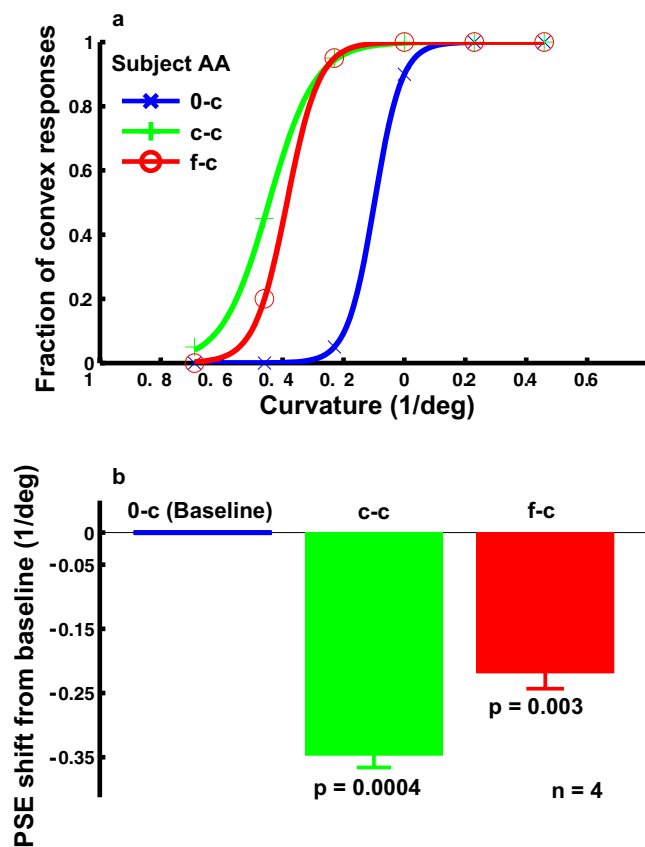 a
Subject AA
0-c
c-c
f-c
Fraction of convex responses
1
0.8
0.6
0.4
0.2
0
1 0. 8 0. 6 0. 4 0. 2 0 0.2 0.4 0.6
Curvature (1/deg)
b
0-c (Baseline) c-c f-c
PSE shift from baseline (1/deg)
0
-0.05
-0.15
-0.25
-0.35
p = 0.003
p = 0.0004
n = 4